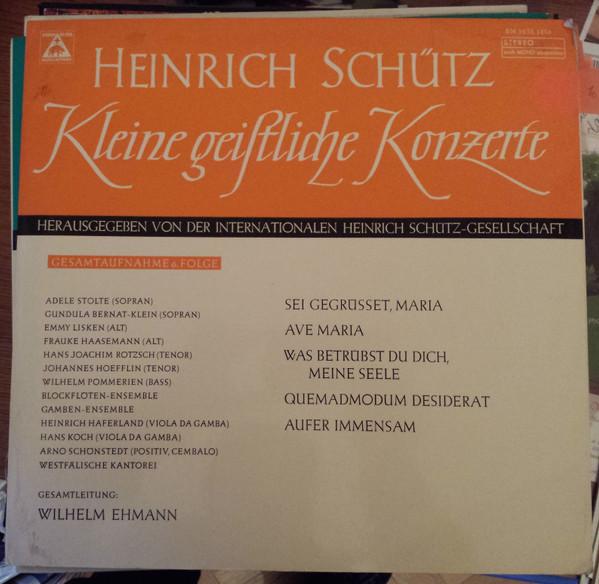 STEREO
HEINRICH SCHÜTZ
Kleine geistliche Konzerte
HERAUSGEGEBEN VON DER INTERNATIONALEN HEINRICH SCHÜTZ-GESELLSCHAFT
GESAMTAUFNAHME 6. FOLGE
ADELE STOLTE (SOPRAN)
GUNDULA BERNAT-KLEIN (SOPRAN)
EMMY LISKEN (ALT)
FRAUKE HAASEMANN (ALT)
HANS JOACHIM ROTZSCH (TENOR)
JOHANNES HOEFFLIN (TENOR)
WILHELM POMMERIEN (BASS)
BLOCKFLÖTEN-ENSEMBLE
GAMBEN-ENSEMBLE
HEINRICH HAFERLAND (VIOLA DA GAMBA)
HANS KOCH (VIOLA DA GAMBA)
ARNO SCHÖNSTEDT (POSITIV, CEMBALO)
WESTFÄLISCHE KANTOREI
GESAMTLEITUNG:
WILHELM EHMANN
SEI GEGRÜSSET, MARIA
AVE MARIA
WAS BETRÜBST DU DICH,
MEINE SEELE
QUEMADMODUM DESIDERAT
AUFER IMMENSAM